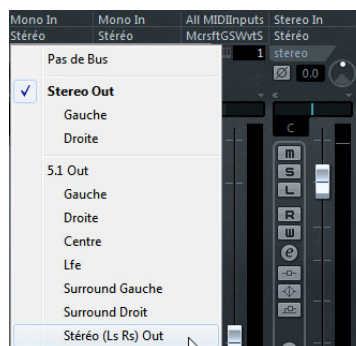 Mono In Mono In All MIDIInputs Stereo In
Stéréo Stéréo McrsftGSWvtS Stéréo
Pas de Bus
1 stereo
0.0
✓ Stereo Out
Gauche
Droite
C
5.1 Out
m
Gauche
S
L
Droite
R
Centre
W
Lfe
e
Surround Gauche
Surround Droit
Stéréo (Ls Rs) Out